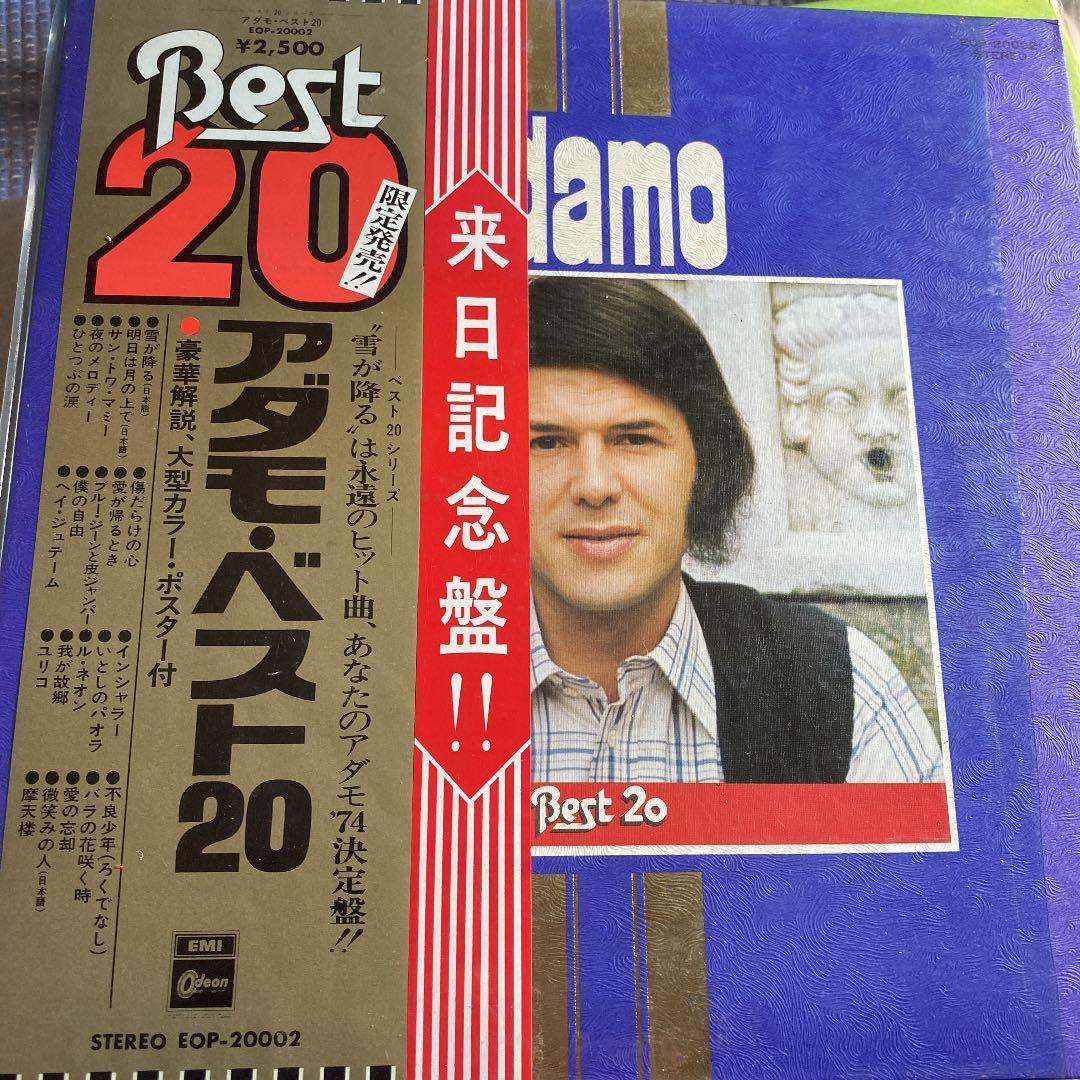 ベスト20シリーズ
アダモ・ベスト20
EOP-20002
¥2,500
Best
20
限定発売!!
来日記念盤!!
damo
EOP-20002
STEREO
ベスト20シリーズ
"雪が降る"は永遠のヒット曲、あなたのアダモ'74決定盤!!
アダモ・ベスト20
●豪華解説、大型カラー・ポスター付
●雪が降る(日本語)
●明日は月の上で(日本語)
●サン・トワ・マミー
●夜のメロディー
●ひとつぶの涙
●傷だらけの心
●愛が帰るとき
●ブルー・ジーンと皮ジャンパー
●僕の自由
●ヘイ・ジュテーム
●インシャラー
●いとしのパオラ
●ル・ネオン
●我が故郷
●ユリコ
●不良少年(ろくでなし)
●バラの花咲く時
●愛の忘却
●微笑みの人(日本語)
●摩天楼
EMI
Odeon
STEREO EOP-20002
Best 20